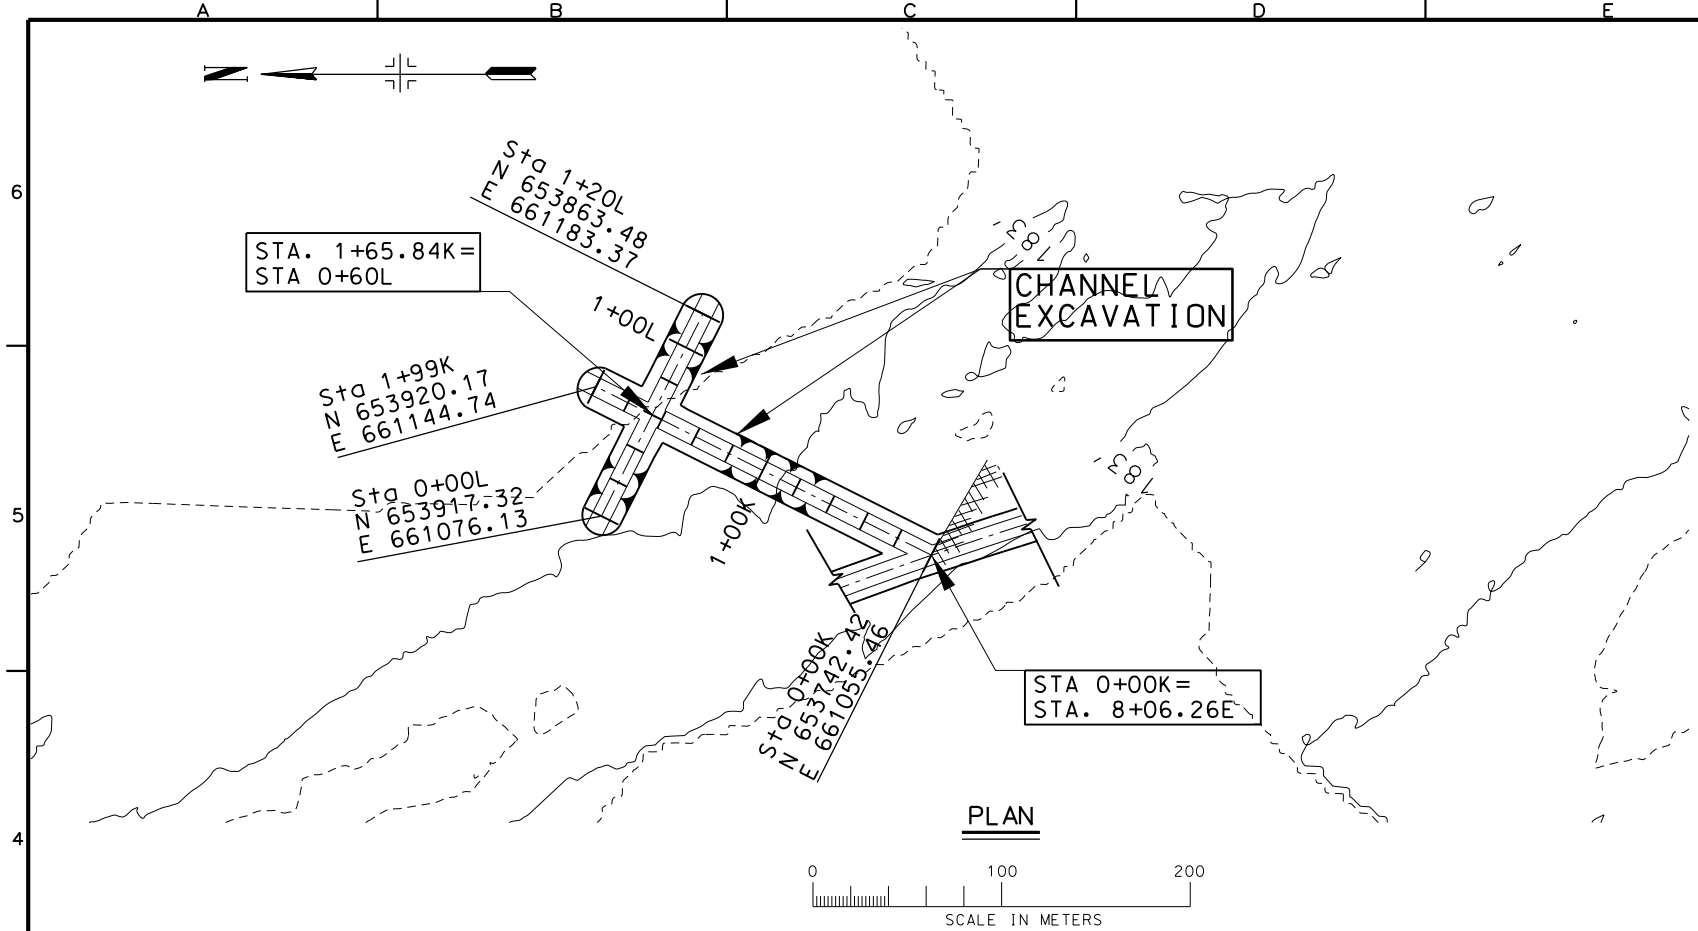 A B C D E
N
6
Sta 1+20L
N 653863.48
E 661183.37
STA. 1+65.84K=
STA 0+60L
1+00L
183
CHANNEL
EXCAVATION
Sta 1+99K
N 653920.17
E 661144.74
183
5
Sta 0+00L
N 653917.32
E 661076.13
1+00K
Sta 0+00K
N 653742.42
E 661055.46
STA 0+00K=
STA. 8+06.26E
PLAN
4
0 100 200
SCALE IN METERS